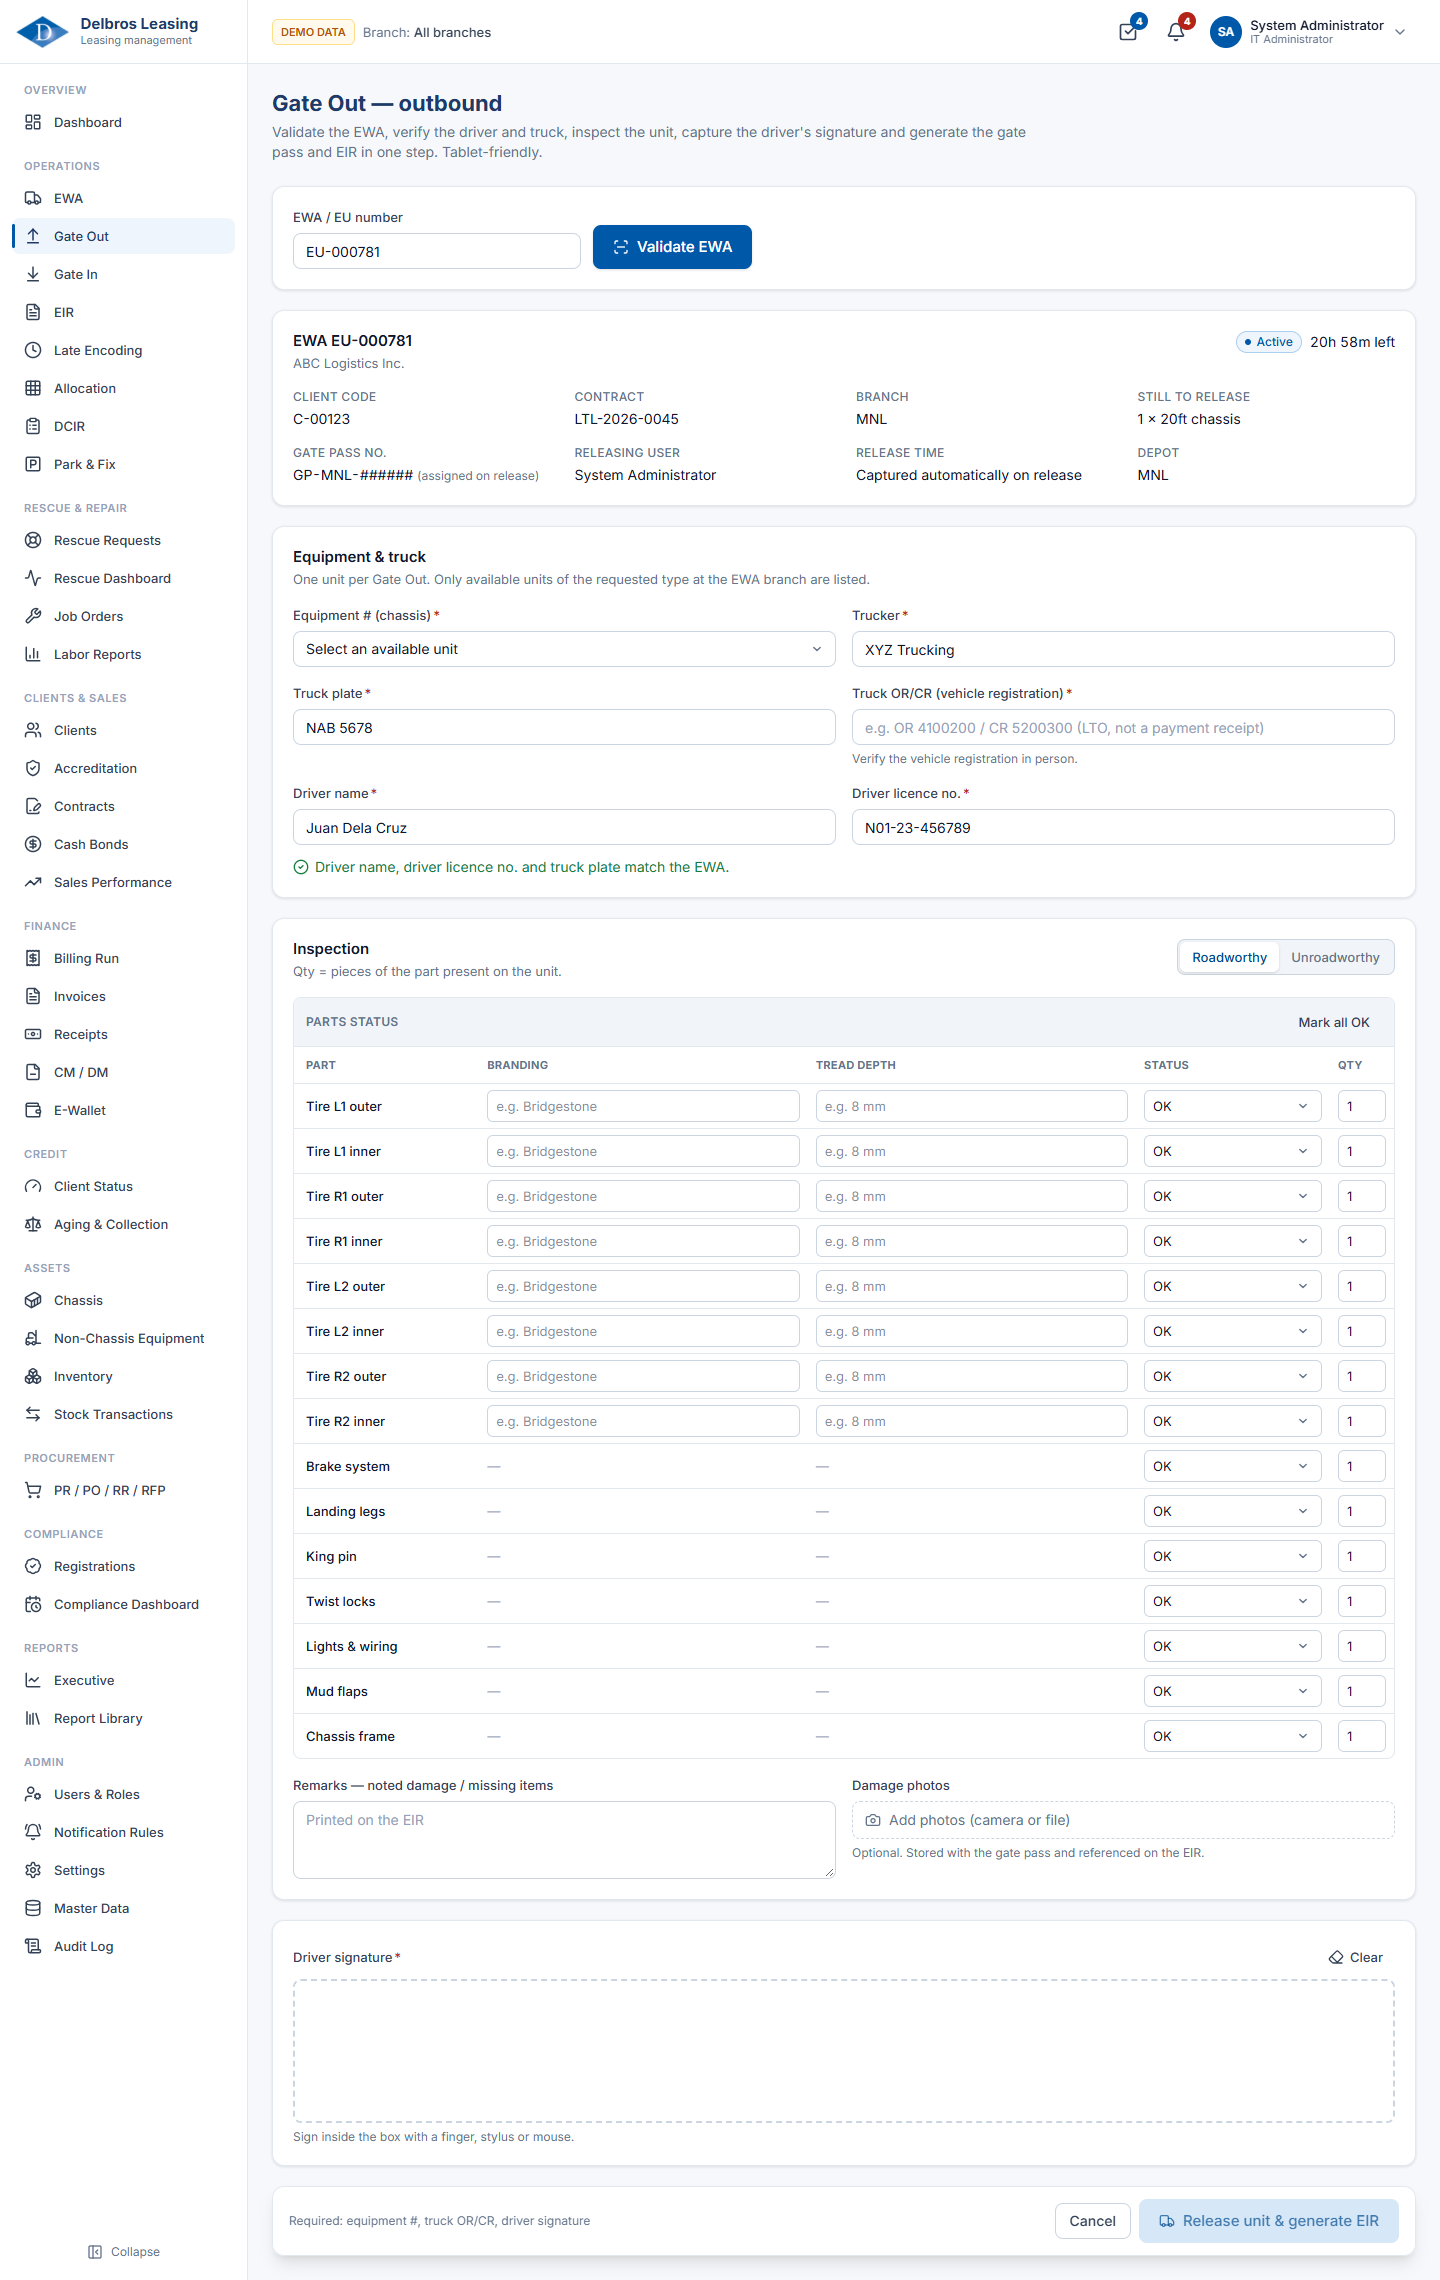 Delbros Leasing
Leasing management
DEMO DATA
Branch: All branches
4
4
SA
System Administrator
IT Administrator
OVERVIEW
Dashboard
OPERATIONS
EWA
Gate Out
Gate In
EIR
Late Encoding
Allocation
DCIR
Park & Fix
RESCUE & REPAIR
Rescue Requests
Rescue Dashboard
Job Orders
Labor Reports
CLIENTS & SALES
Clients
Accreditation
Contracts
Cash Bonds
Sales Performance
FINANCE
Billing Run
Invoices
Receipts
CM / DM
E-Wallet
CREDIT
Client Status
Aging & Collection
ASSETS
Chassis
Non-Chassis Equipment
Inventory
Stock Transactions
PROCUREMENT
PR / PO / RR / RFP
COMPLIANCE
Registrations
Compliance Dashboard
REPORTS
Executive
Report Library
ADMIN
Users & Roles
Notification Rules
Settings
Master Data
Audit Log
Collapse
Gate Out — outbound
Validate the EWA, verify the driver and truck, inspect the unit, capture the driver's signature and generate the gate
pass and EIR in one step. Tablet-friendly.
EWA / EU number
EU-000781
Validate EWA
EWA EU-000781
Active 20h 58m left
ABC Logistics Inc.
CLIENT CODE CONTRACT BRANCH STILL TO RELEASE
C-00123 LTL-2026-0045 MNL 1 × 20ft chassis
GATE PASS NO. RELEASING USER RELEASE TIME DEPOT
GP-MNL-###### (assigned on release) System Administrator Captured automatically on release MNL
Equipment & truck
One unit per Gate Out. Only available units of the requested type at the EWA branch are listed.
Equipment # (chassis) * Trucker *
Select an available unit XYZ Trucking
Truck plate * Truck OR/CR (vehicle registration) *
NAB 5678 e.g. OR 4100200 / CR 5200300 (LTO, not a payment receipt)
Verify the vehicle registration in person.
Driver name * Driver licence no. *
Juan Dela Cruz N01-23-456789
Driver name, driver licence no. and truck plate match the EWA.
Inspection
Roadworthy Unroadworthy
Qty = pieces of the part present on the unit.
PARTS STATUS Mark all OK
PART BRANDING TREAD DEPTH STATUS QTY
Tire L1 outer e.g. Bridgestone e.g. 8 mm OK 1
Tire L1 inner e.g. Bridgestone e.g. 8 mm OK 1
Tire R1 outer e.g. Bridgestone e.g. 8 mm OK 1
Tire R1 inner e.g. Bridgestone e.g. 8 mm OK 1
Tire L2 outer e.g. Bridgestone e.g. 8 mm OK 1
Tire L2 inner e.g. Bridgestone e.g. 8 mm OK 1
Tire R2 outer e.g. Bridgestone e.g. 8 mm OK 1
Tire R2 inner e.g. Bridgestone e.g. 8 mm OK 1
Brake system — — OK 1
Landing legs — — OK 1
King pin — — OK 1
Twist locks — — OK 1
Lights & wiring — — OK 1
Mud flaps — — OK 1
Chassis frame — — OK 1
Remarks — noted damage / missing items Damage photos
Printed on the EIR Add photos (camera or file)
Optional. Stored with the gate pass and referenced on the EIR.
Driver signature * Clear
Sign inside the box with a finger, stylus or mouse.
Required: equipment #, truck OR/CR, driver signature Cancel Release unit & generate EIR